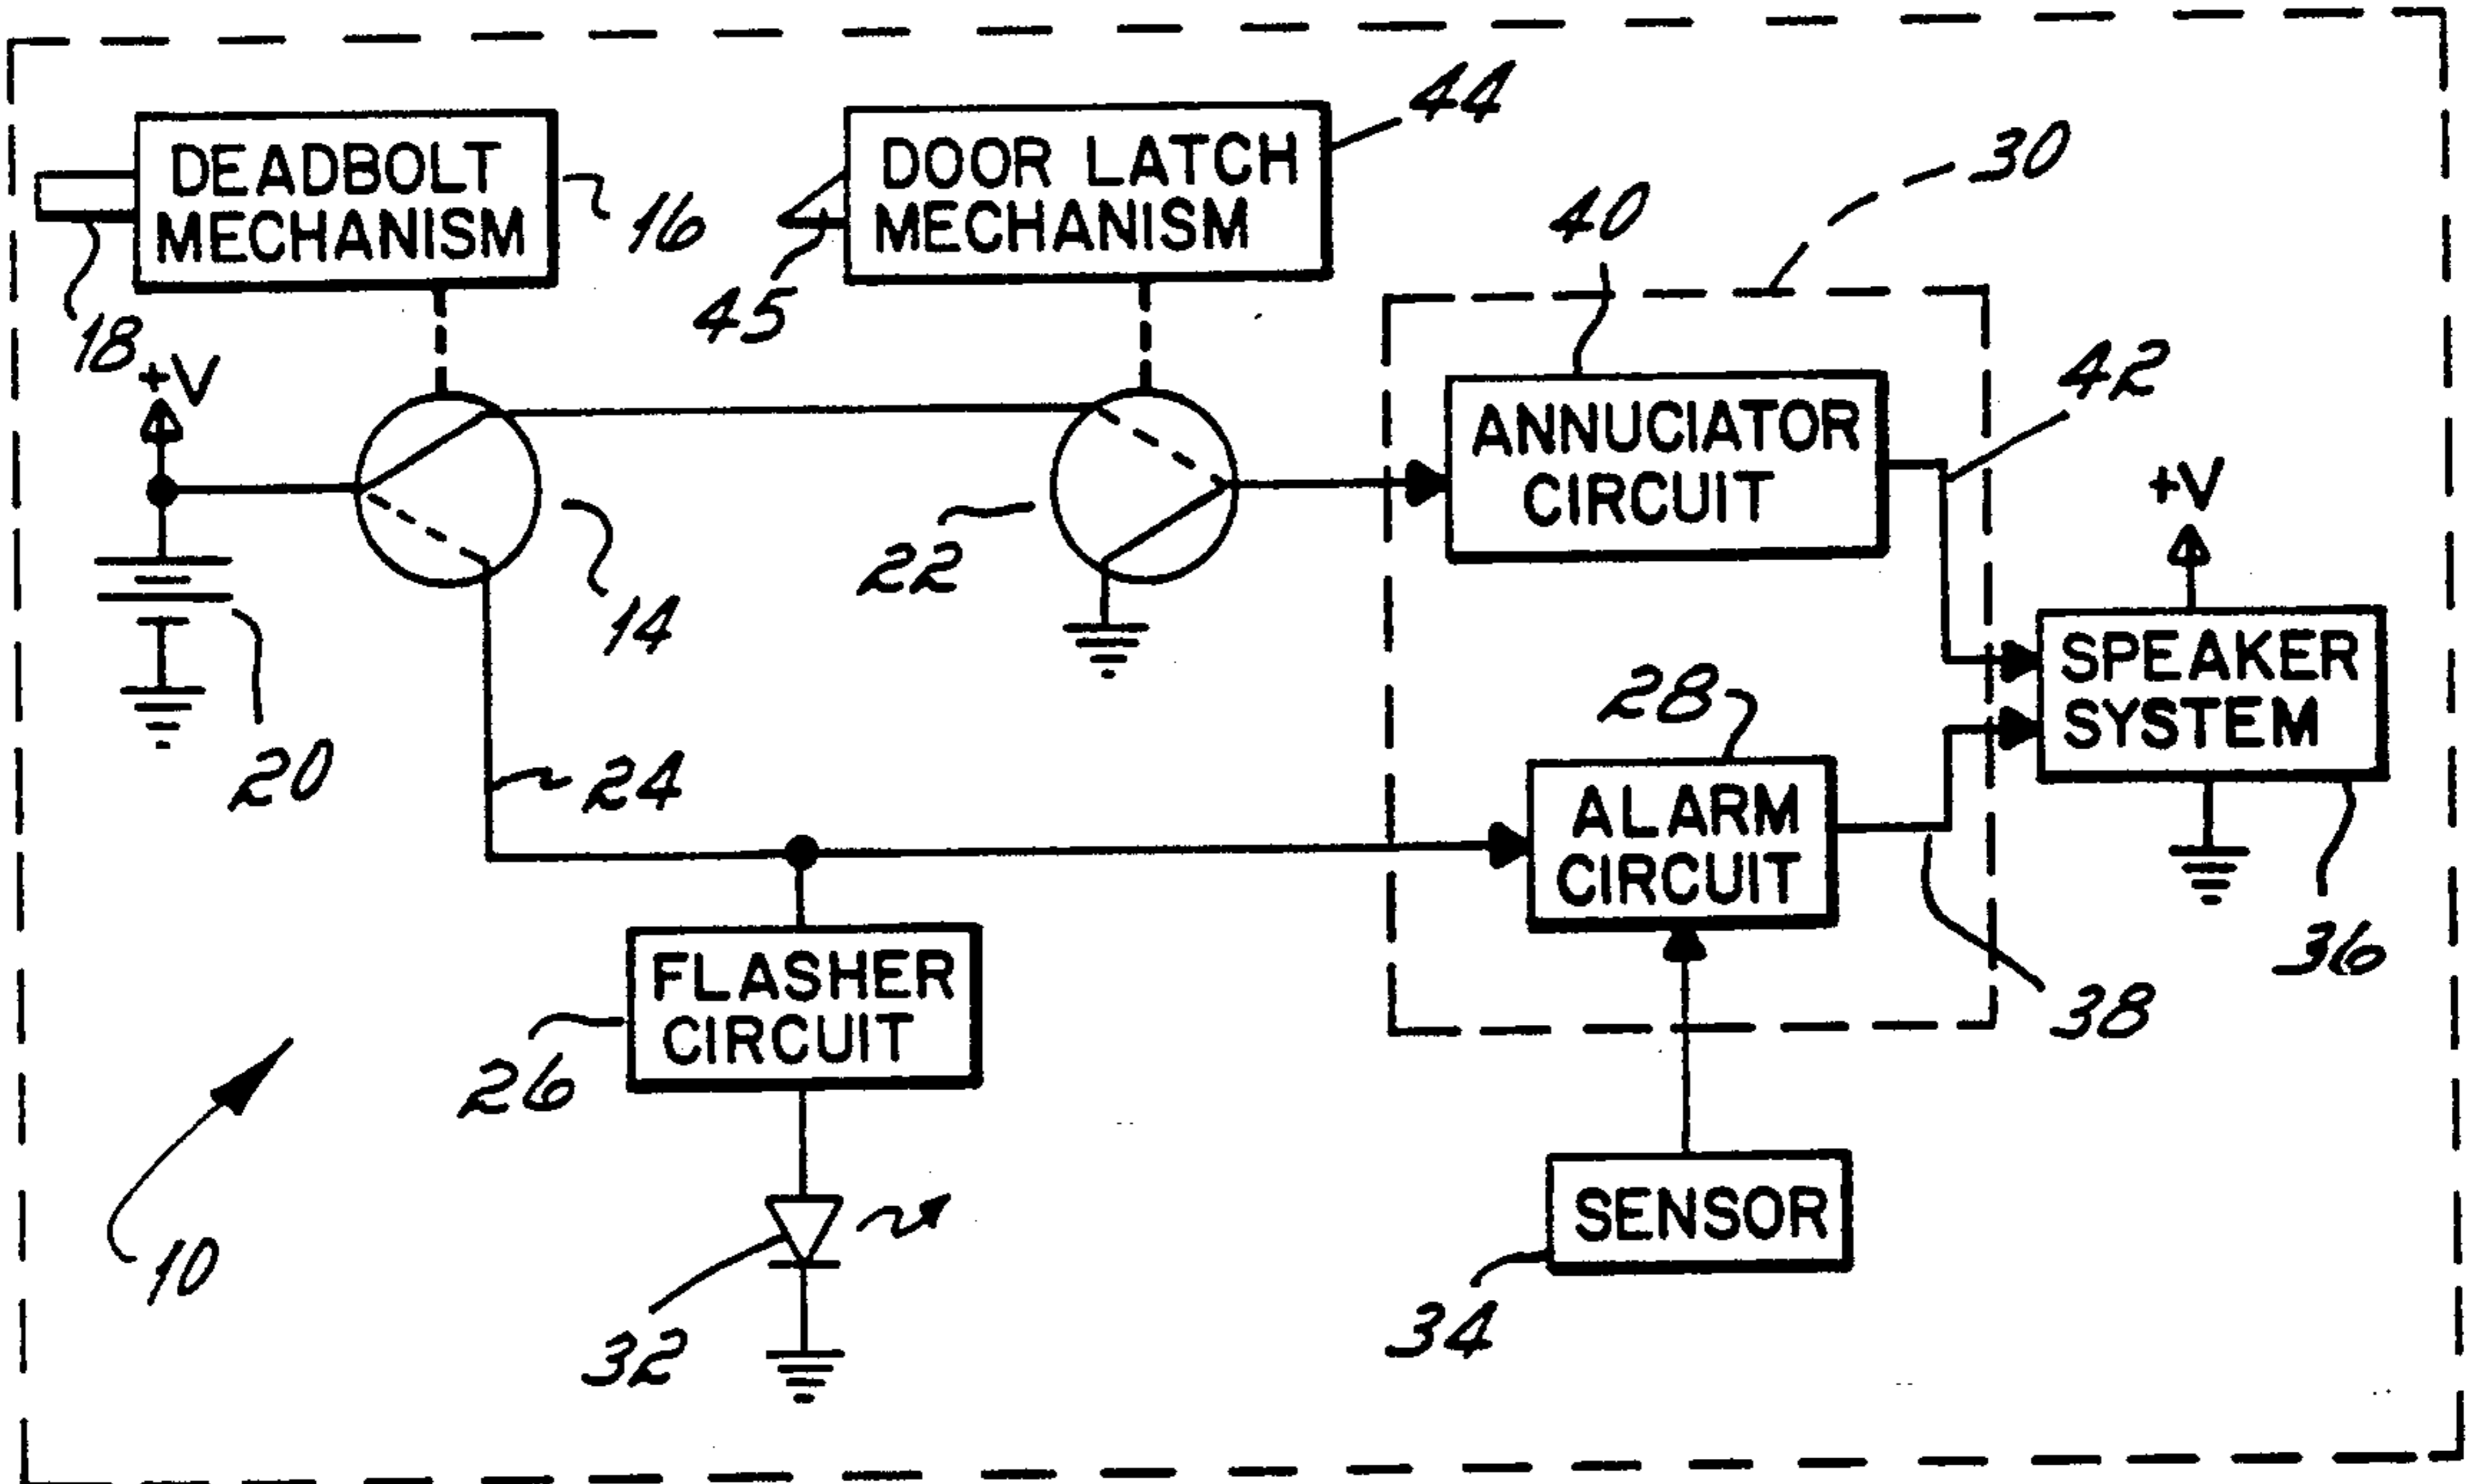 DEADBOLT
MECHANISM
16
18
DOOR LATCH
MECHANISM
44
45
30
40
+V
14
22
ANNUCIATOR
CIRCUIT
42
+V
20
24
28
SPEAKER
SYSTEM
36
ALARM
CIRCUIT
38
FLASHER
CIRCUIT
26
10
32
SENSOR
34